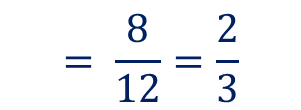 = 8/12 = 2/3